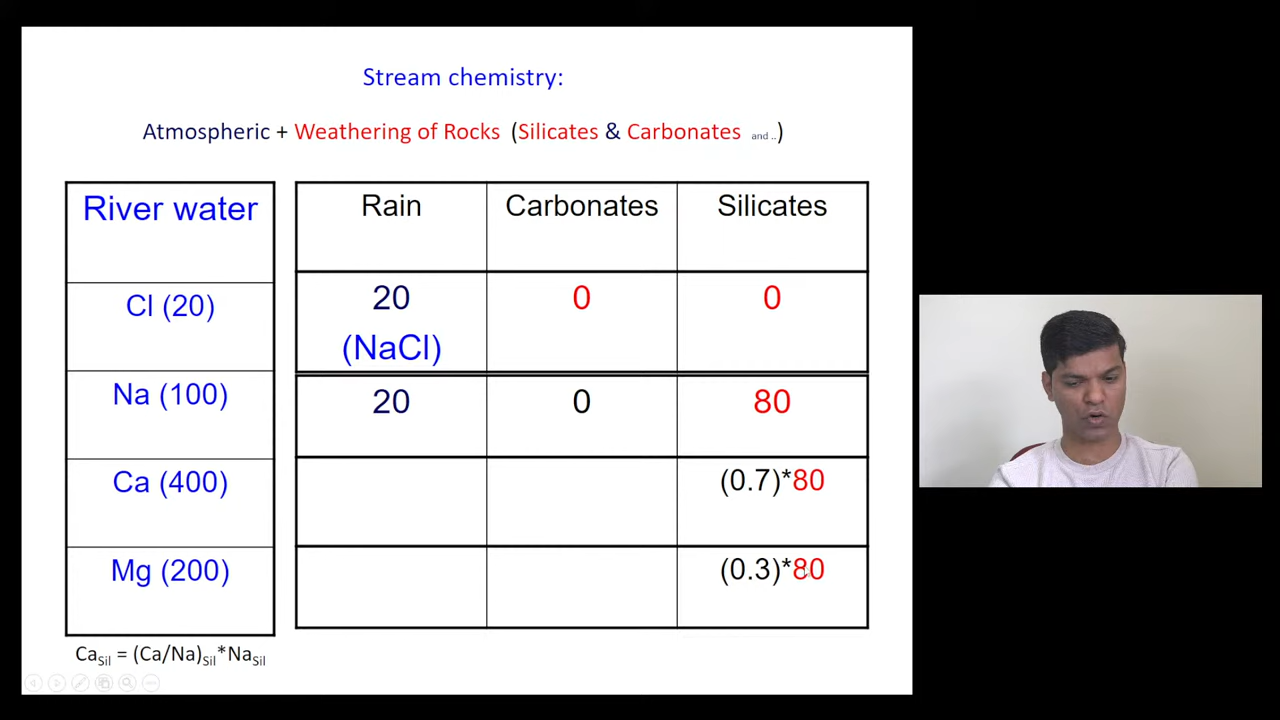 Stream chemistry:
Atmospheric + Weathering of Rocks (Silicates & Carbonates and ..)
River water
Rain Carbonates Silicates
Cl (20)
20 0 0
(NaCl)
Na (100)
20 0 80
Ca (400)
(0.7)*80
Mg (200)
(0.3)*80
CaSil = (Ca/Na)Sil*NaSil